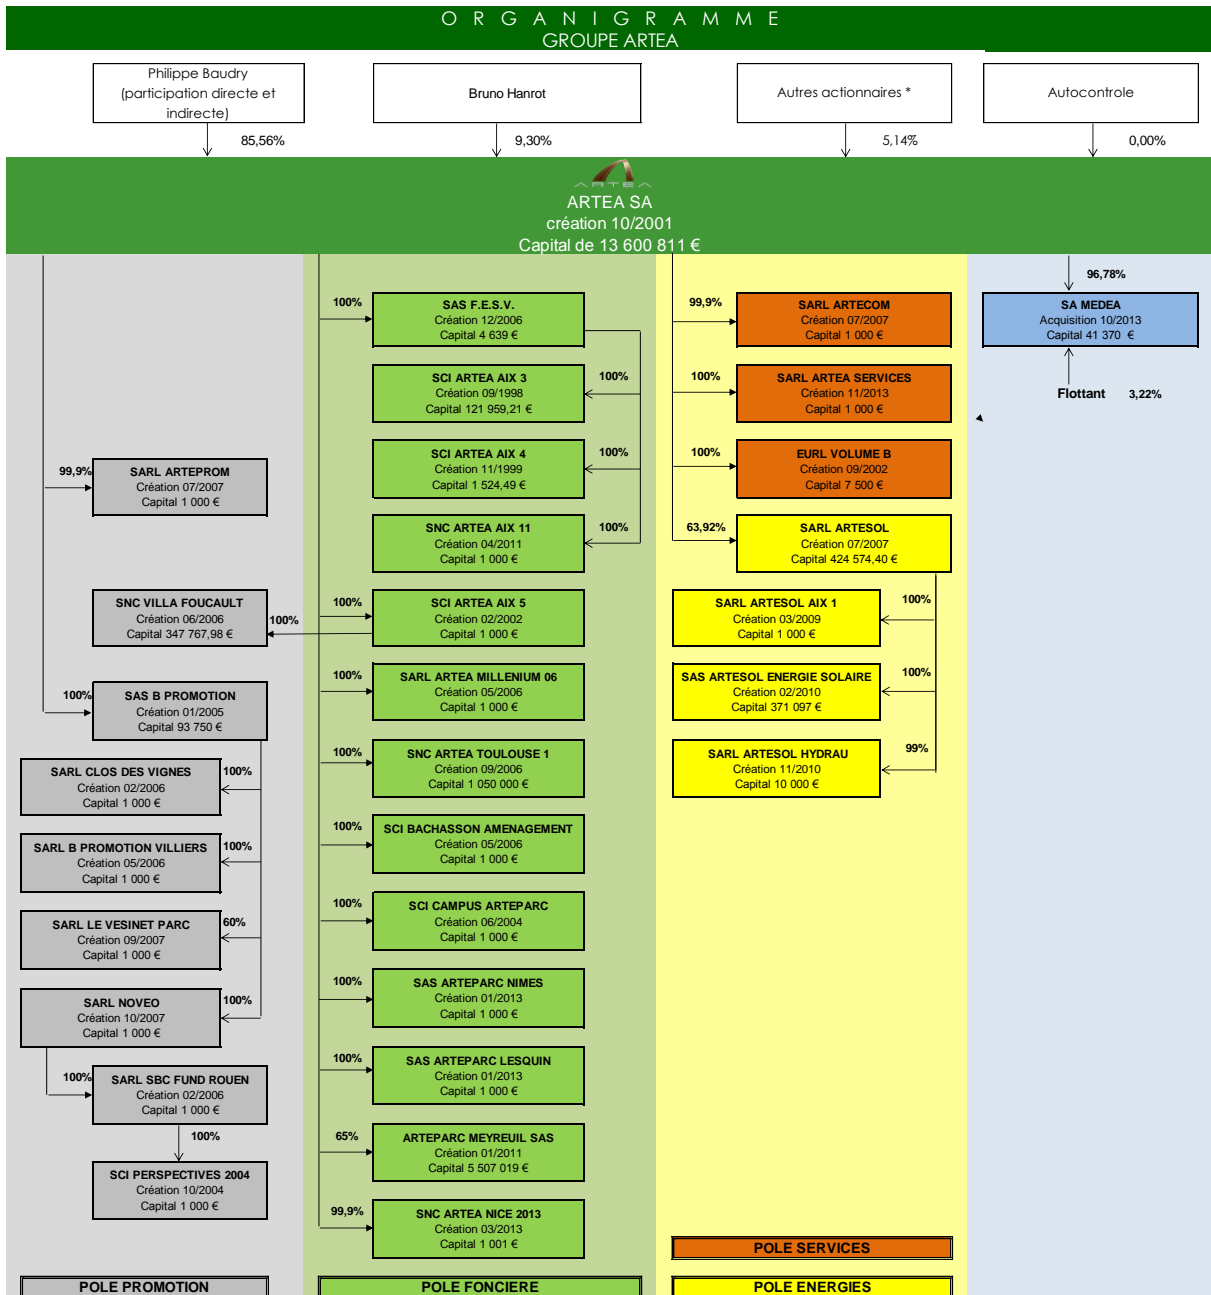 O R G A N I G R A M M E
GROUPE ARTEA
Philippe Baudry
(participation directe et
indirecte)
Bruno Hanrot
Autres actionnaires *
Autocontrole
85,56%
9,30%
5,14%
0,00%
ARTEA
ARTEA SA
création 10/2001
Capital de 13 600 811 €
99,9%
SARL ARTEPROM
Création 07/2007
Capital 1 000 €
SNC VILLA FOUCAULT
Création 06/2006
Capital 347 767,98 €
100%
100%
SAS B PROMOTION
Création 01/2005
Capital 93 750 €
SARL CLOS DES VIGNES
Création 02/2006
Capital 1 000 €
100%
SARL B PROMOTION VILLIERS
Création 05/2006
Capital 1 000 €
100%
SARL LE VESINET PARC
Création 09/2007
Capital 1 000 €
60%
SARL NOVEO
Création 10/2007
Capital 1 000 €
100%
100%
SARL SBC FUND ROUEN
Création 02/2006
Capital 1 000 €
100%
SCI PERSPECTIVES 2004
Création 10/2004
Capital 1 000 €
POLE PROMOTION
100%
SAS F.E.S.V.
Création 12/2006
Capital 4 639 €
SCI ARTEA AIX 3
Création 09/1998
Capital 121 959,21 €
100%
SCI ARTEA AIX 4
Création 11/1999
Capital 1 524,49 €
100%
SNC ARTEA AIX 11
Création 04/2011
Capital 1 000 €
100%
100%
SCI ARTEA AIX 5
Création 02/2002
Capital 1 000 €
100%
SARL ARTEA MILLENIUM 06
Création 05/2006
Capital 1 000 €
100%
SNC ARTEA TOULOUSE 1
Création 09/2006
Capital 1 050 000 €
100%
SCI BACHASSON AMENAGEMENT
Création 05/2006
Capital 1 000 €
100%
SCI CAMPUS ARTEPARC
Création 06/2004
Capital 1 000 €
100%
SAS ARTEPARC NIMES
Création 01/2013
Capital 1 000 €
100%
SAS ARTEPARC LESQUIN
Création 01/2013
Capital 1 000 €
65%
ARTEPARC MEYREUIL SAS
Création 01/2011
Capital 5 507 019 €
99,9%
SNC ARTEA NICE 2013
Création 03/2013
Capital 1 001 €
POLE FONCIERE
99,9%
SARL ARTECOM
Création 07/2007
Capital 1 000 €
100%
SARL ARTEA SERVICES
Création 11/2013
Capital 1 000 €
100%
EURL VOLUME B
Création 09/2002
Capital 7 500 €
63,92%
SARL ARTESOL
Création 07/2007
Capital 424 574,40 €
SARL ARTESOL AIX 1
Création 03/2009
Capital 1 000 €
100%
SAS ARTESOL ENERGIE SOLAIRE
Création 02/2010
Capital 371 097 €
100%
SARL ARTESOL HYDRAU
Création 11/2010
Capital 10 000 €
99%
POLE SERVICES
POLE ENERGIES
96,78%
SA MEDEA
Acquisition 10/2013
Capital 41 370 €
Flottant 3,22%